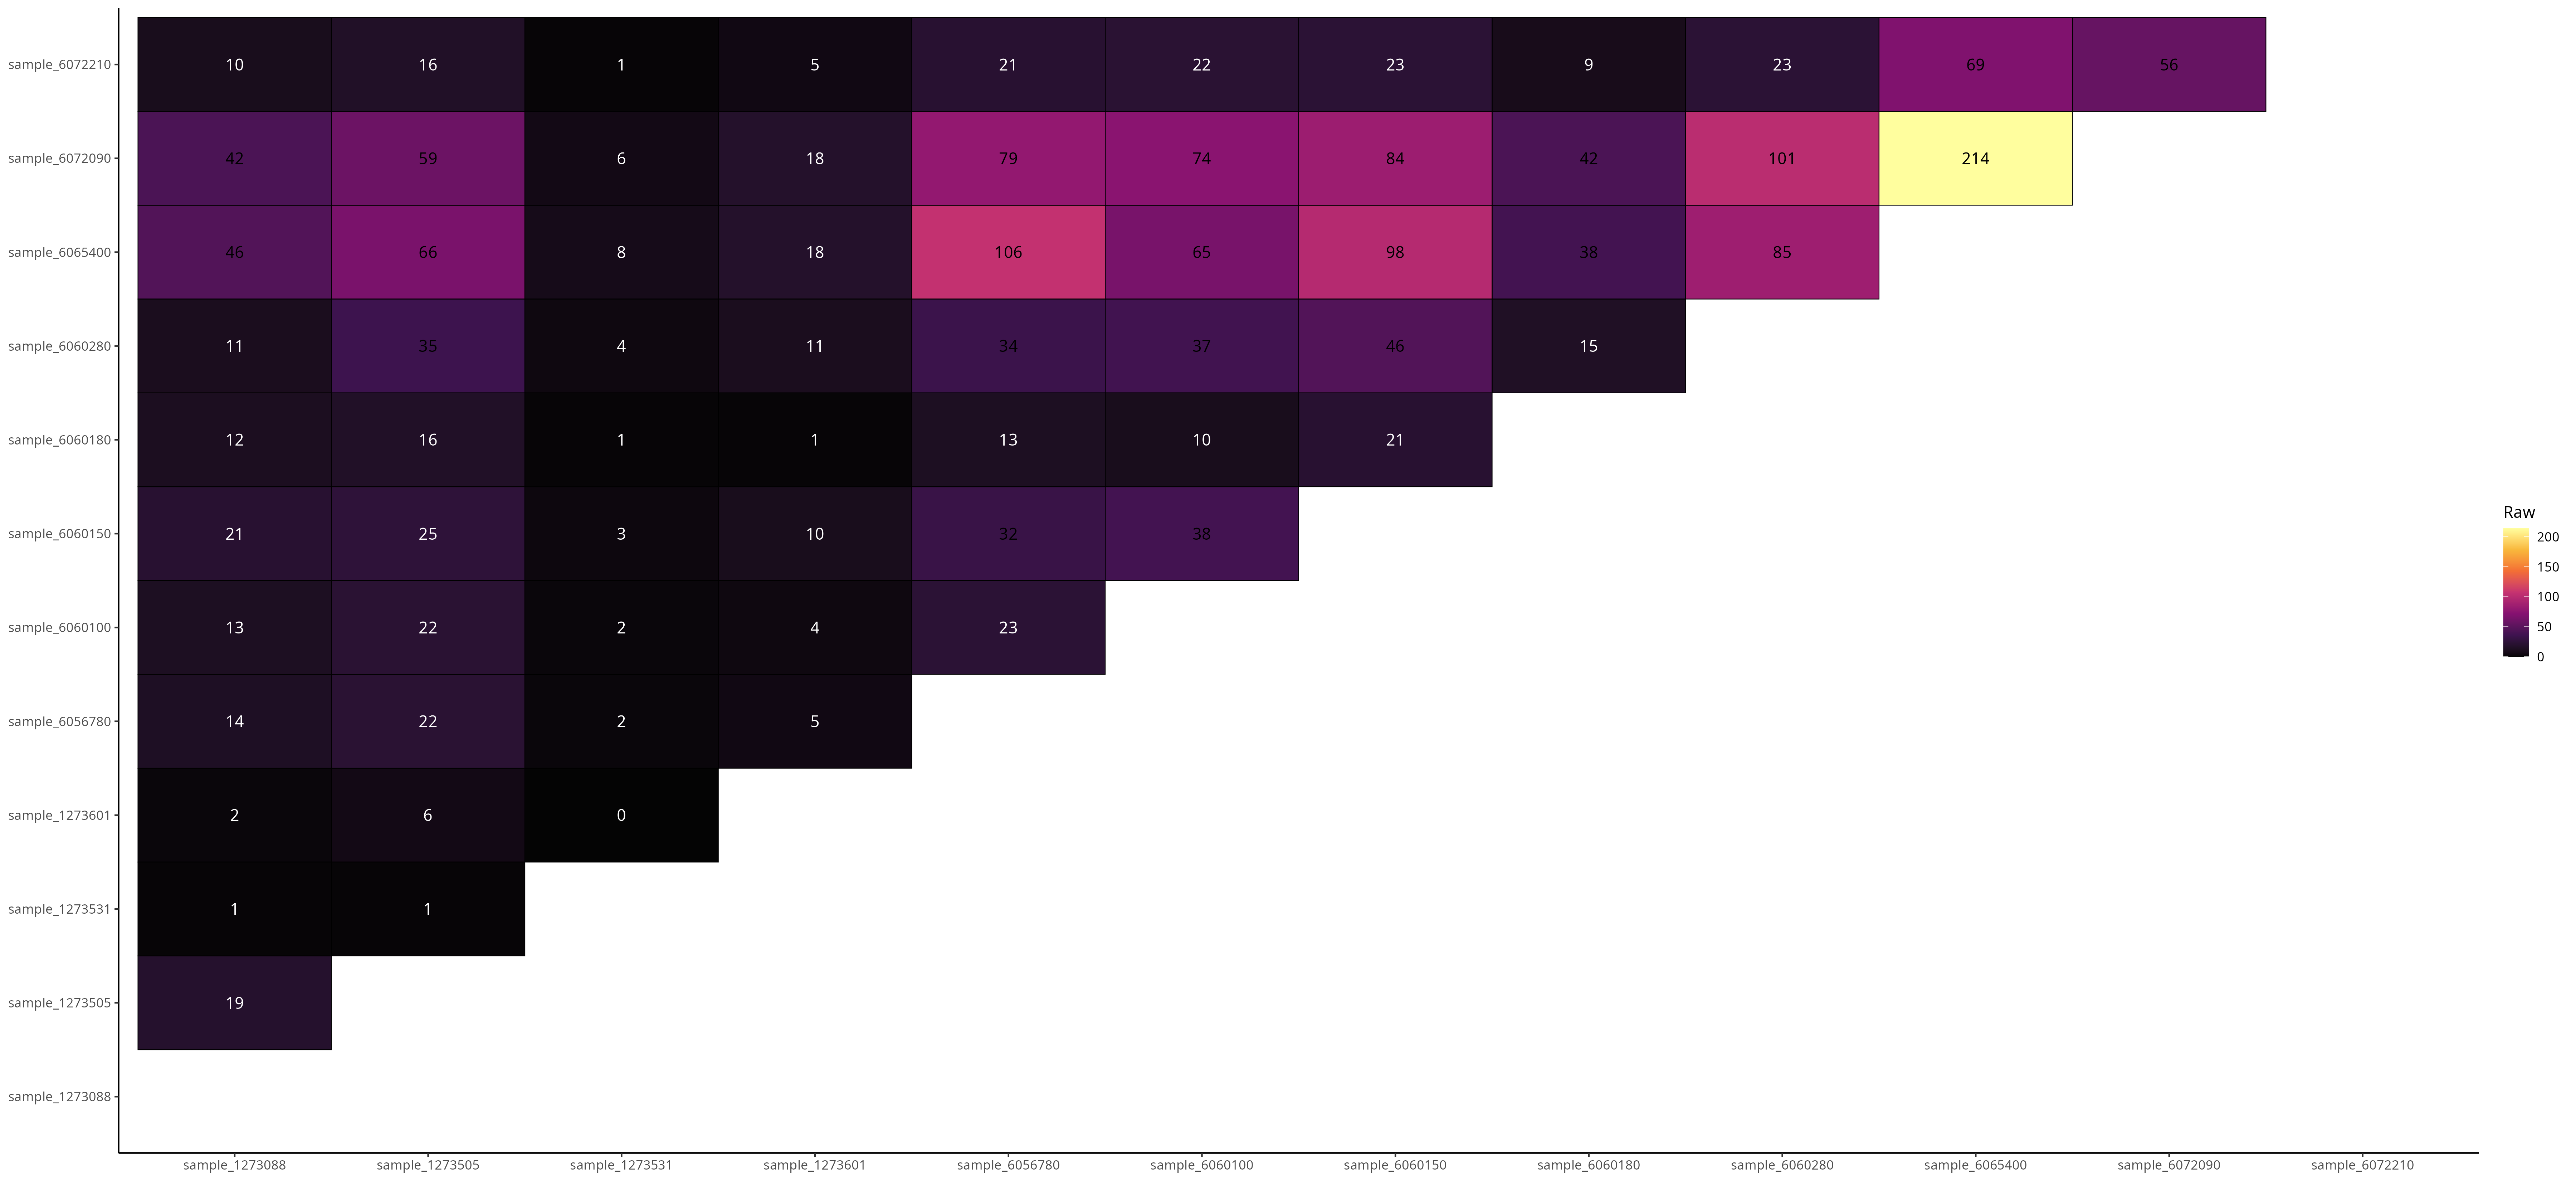 sample_6072210 10 16 1 5 21 22 23 9 23 69 56
sample_6072090 42 59 6 18 79 74 84 42 101 214
sample_6065400 46 66 8 18 106 65 98 38 85
sample_6060280 11 35 4 11 34 37 46 15
sample_6060180 12 16 1 1 13 10 21
Raw
sample_6060150 21 25 3 10 32 38
200
150
100
50
0
sample_6060100 13 22 2 4 23
sample_6056780 14 22 2 5
sample_1273601 2 6 0
sample_1273531 1 1
sample_1273505 19
sample_1273088
sample_1273088 sample_1273505 sample_1273531 sample_1273601 sample_6056780 sample_6060100 sample_6060150 sample_6060180 sample_6060280 sample_6065400 sample_6072090 sample_6072210